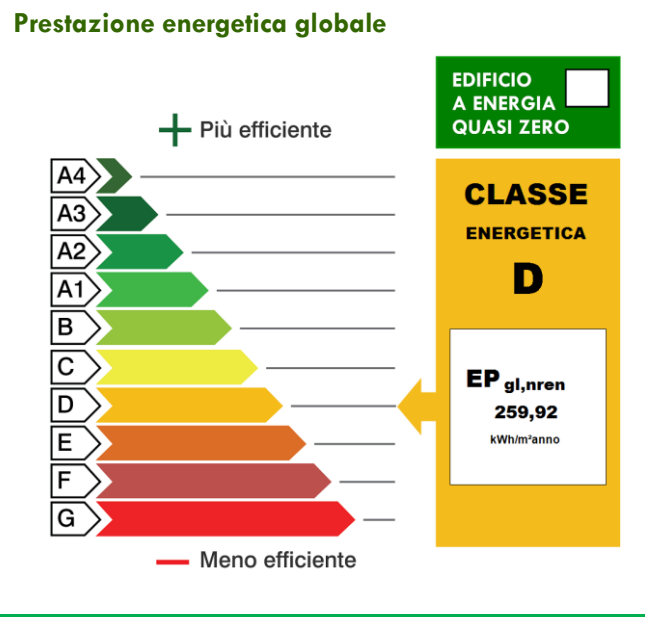 Prestazione energetica globale
EDIFICIO
A ENERGIA
QUASI ZERO
+ Più efficiente
A4
A3
A2
A1
B
C
D
E
F
G
— Meno efficiente
CLASSE
ENERGETICA
D
EP gl,nren
259,92
kWh/m²anno